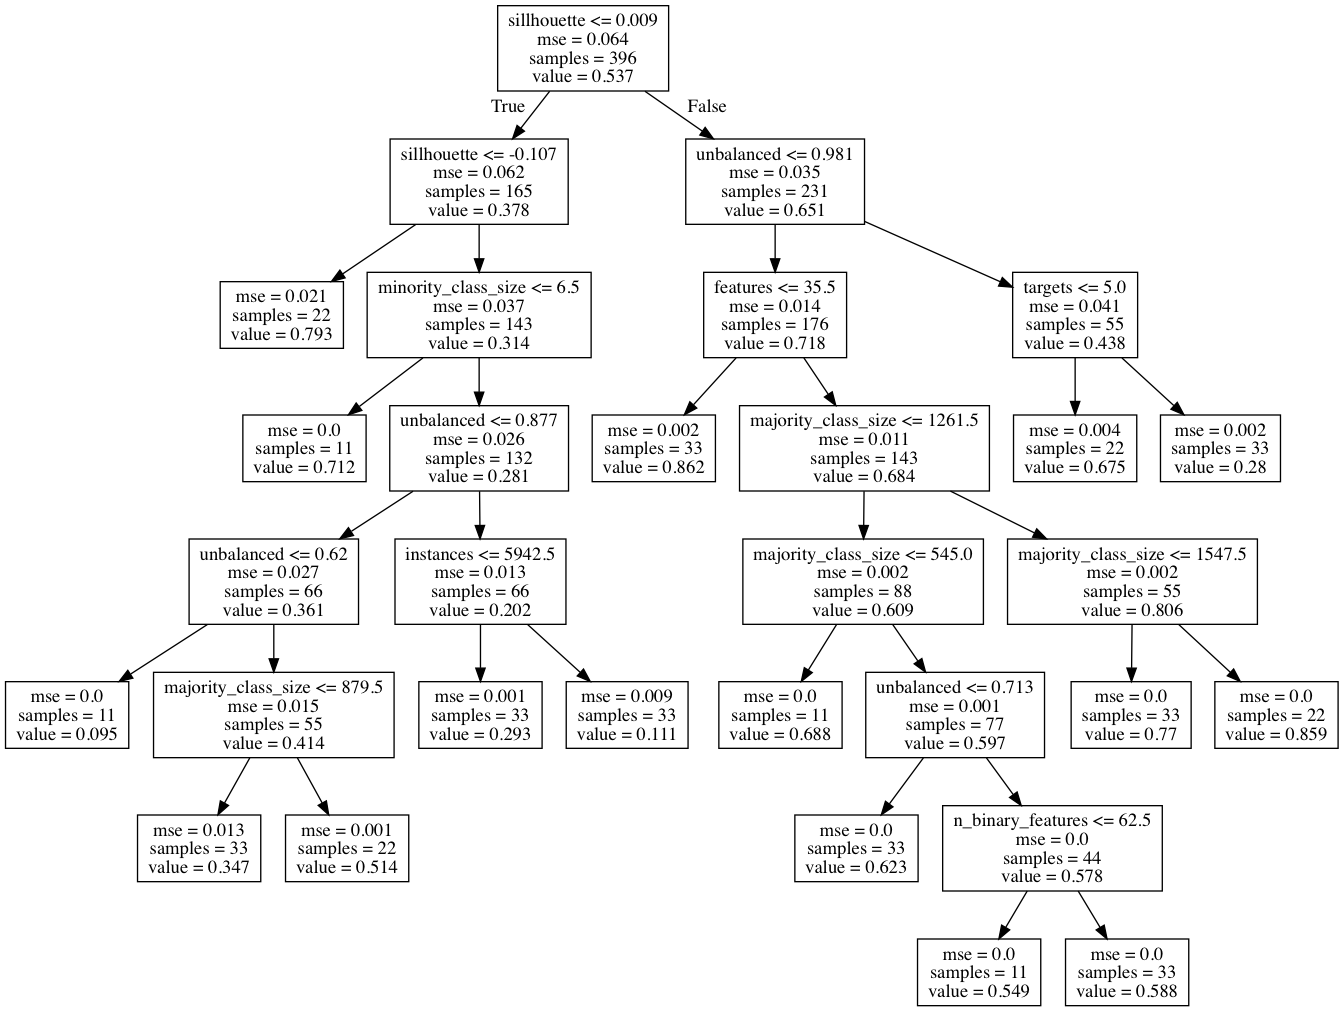 sillhouette <= 0.009
mse = 0.064
samples = 396
value = 0.537
True
False
sillhouette <= -0.107
mse = 0.062
samples = 165
value = 0.378
unbalanced <= 0.981
mse = 0.035
samples = 231
value = 0.651
mse = 0.021
samples = 22
value = 0.793
minority_class_size <= 6.5
mse = 0.037
samples = 143
value = 0.314
features <= 35.5
mse = 0.014
samples = 176
value = 0.718
targets <= 5.0
mse = 0.041
samples = 55
value = 0.438
mse = 0.0
samples = 11
value = 0.712
unbalanced <= 0.877
mse = 0.026
samples = 132
value = 0.281
mse = 0.002
samples = 33
value = 0.862
majority_class_size <= 1261.5
mse = 0.011
samples = 143
value = 0.684
mse = 0.004
samples = 22
value = 0.675
mse = 0.002
samples = 33
value = 0.28
unbalanced <= 0.62
mse = 0.027
samples = 66
value = 0.361
instances <= 5942.5
mse = 0.013
samples = 66
value = 0.202
majority_class_size <= 545.0
mse = 0.002
samples = 88
value = 0.609
majority_class_size <= 1547.5
mse = 0.002
samples = 55
value = 0.806
mse = 0.0
samples = 11
value = 0.095
majority_class_size <= 879.5
mse = 0.015
samples = 55
value = 0.414
mse = 0.001
samples = 33
value = 0.293
mse = 0.009
samples = 33
value = 0.111
mse = 0.0
samples = 11
value = 0.688
unbalanced <= 0.713
mse = 0.001
samples = 77
value = 0.597
mse = 0.0
samples = 33
value = 0.77
mse = 0.0
samples = 22
value = 0.859
mse = 0.013
samples = 33
value = 0.347
mse = 0.001
samples = 22
value = 0.514
mse = 0.0
samples = 33
value = 0.623
n_binary_features <= 62.5
mse = 0.0
samples = 44
value = 0.578
mse = 0.0
samples = 11
value = 0.549
mse = 0.0
samples = 33
value = 0.588